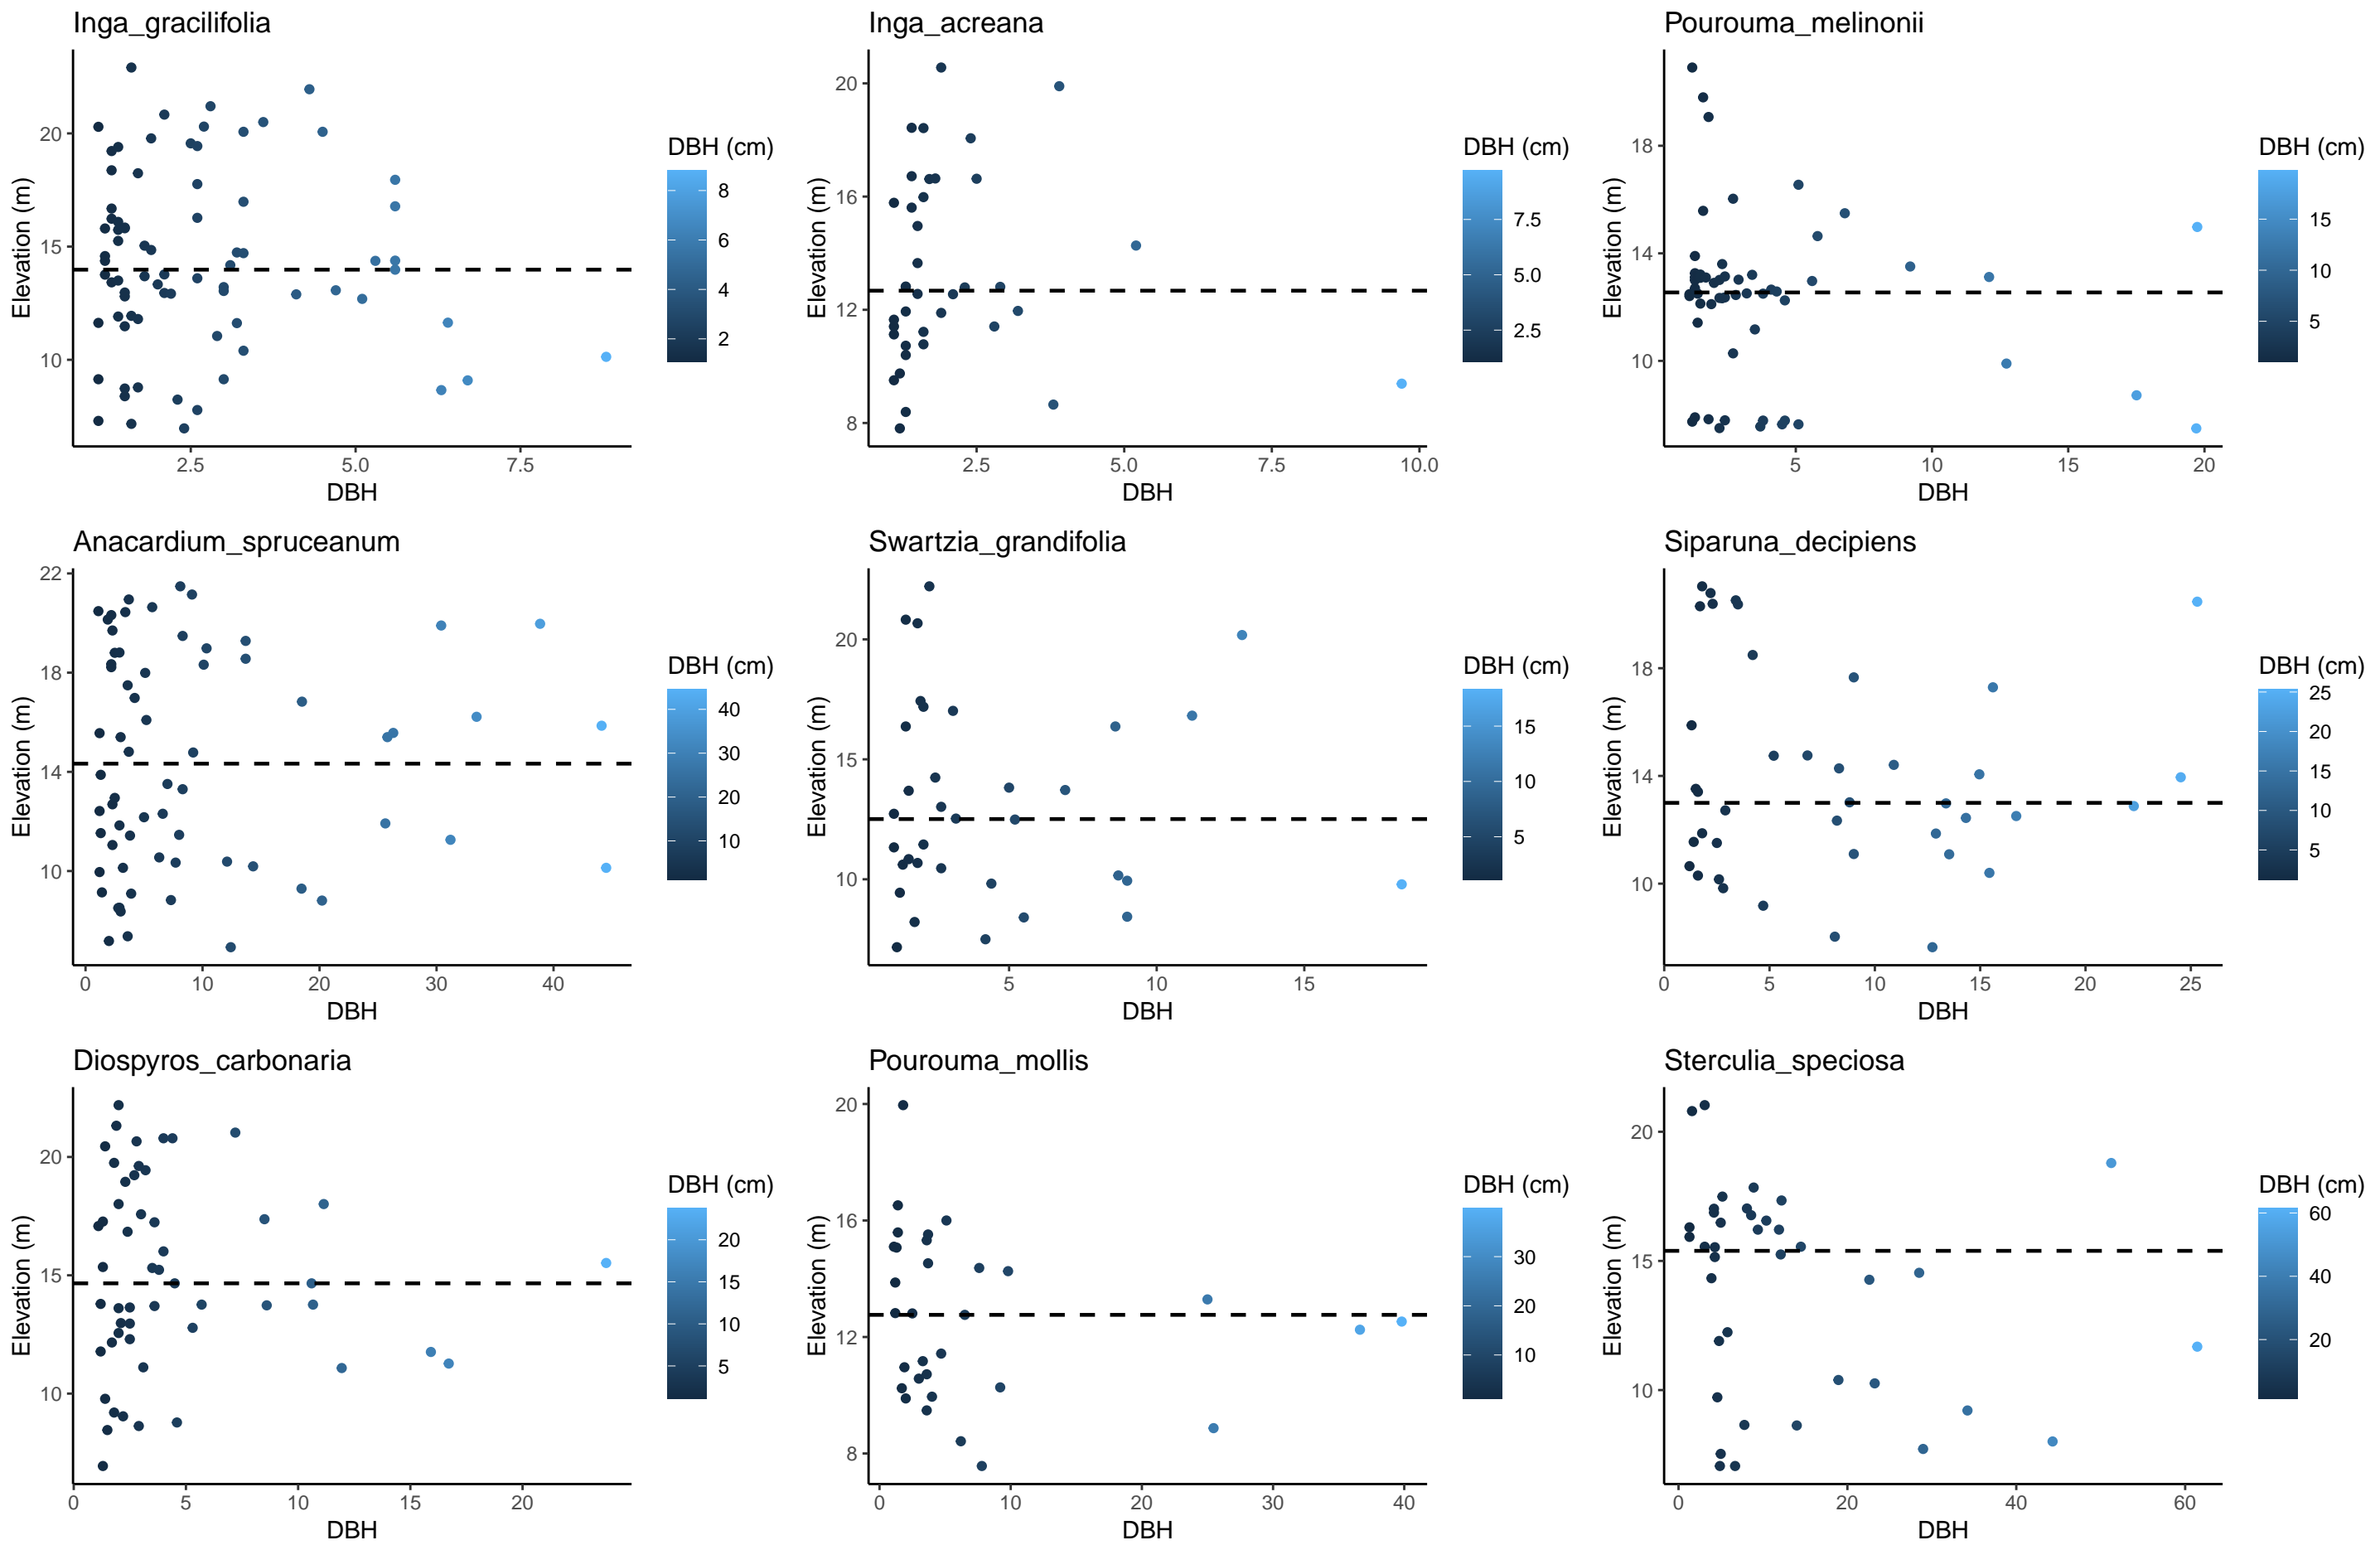 Inga_gracilifolia
Elevation (m)
20
15
10
2.5 5.0 7.5
DBH
DBH (cm)
8
6
4
2
Inga_acreana
Elevation (m)
20
16
12
8
2.5 5.0 7.5 10.0
DBH
DBH (cm)
7.5
5.0
2.5
Pourouma_melinonii
Elevation (m)
18
14
10
5 10 15 20
DBH
DBH (cm)
15
10
5
Anacardium_spruceanum
Elevation (m)
22
18
14
10
0 10 20 30 40
DBH
DBH (cm)
40
30
20
10
Swartzia_grandifolia
Elevation (m)
20
15
10
5 10 15
DBH
DBH (cm)
15
10
5
Siparuna_decipiens
Elevation (m)
18
14
10
0 5 10 15 20 25
DBH
DBH (cm)
25
20
15
10
5
Diospyros_carbonaria
Elevation (m)
20
15
10
0 5 10 15 20
DBH
DBH (cm)
20
15
10
5
Pourouma_mollis
Elevation (m)
20
16
12
8
0 10 20 30 40
DBH
DBH (cm)
30
20
10
Sterculia_speciosa
Elevation (m)
20
15
10
0 20 40 60
DBH
DBH (cm)
60
40
20